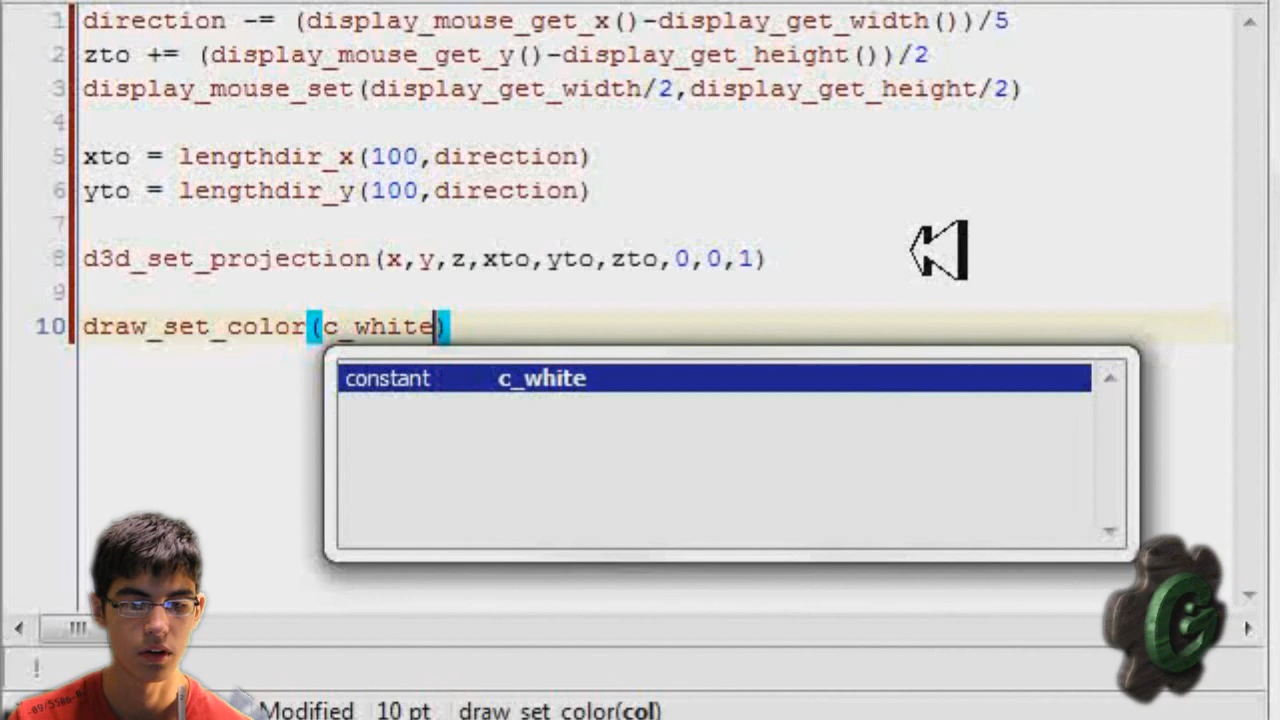 1 direction -= (display_mouse_get_x()-display_get_width())/5
2 zto += (display_mouse_get_y()-display_get_height())/2
3 display_mouse_set(display_get_width/2,display_get_height/2)
4
5 xto = lengthdir_x(100,direction)
6 yto = lengthdir_y(100,direction)
7
8 d3d_set_projection(x,y,z,xto,yto,zto,0,0,1)
9
10 draw_set_color(c_white)
constant c_white
G
Modified 10 pt draw_set_color(col)